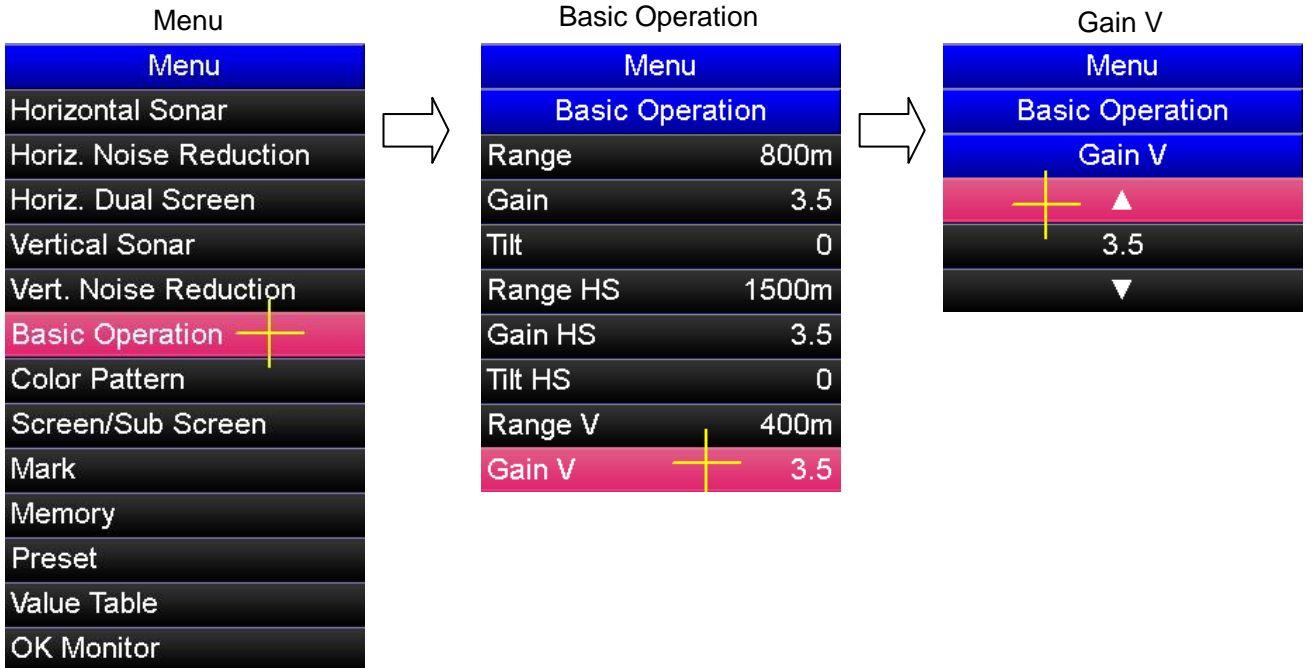 Menu
Menu
Horizontal Sonar
Horiz. Noise Reduction
Horiz. Dual Screen
Vertical Sonar
Vert. Noise Reduction
Basic Operation
Color Pattern
Screen/Sub Screen
Mark
Memory
Preset
Value Table
OK Monitor
Basic Operation
Menu
Basic Operation
Range 800m
Gain 3.5
Tilt 0
Range HS 1500m
Gain HS 3.5
Tilt HS 0
Range V 400m
Gain V 3.5
Gain V
Menu
Basic Operation
Gain V
▲
3.5
▼